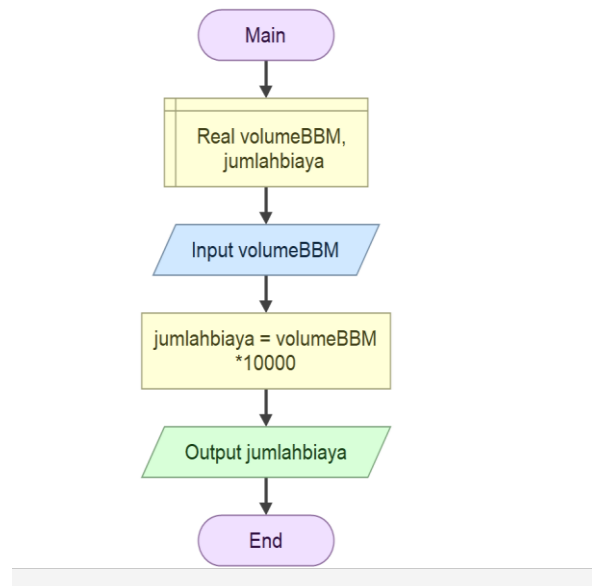 Main
Real volumeBBM,
jumlahbiaya
Input volumeBBM
jumlahbiaya = volumeBBM
*10000
Output jumlahbiaya
End